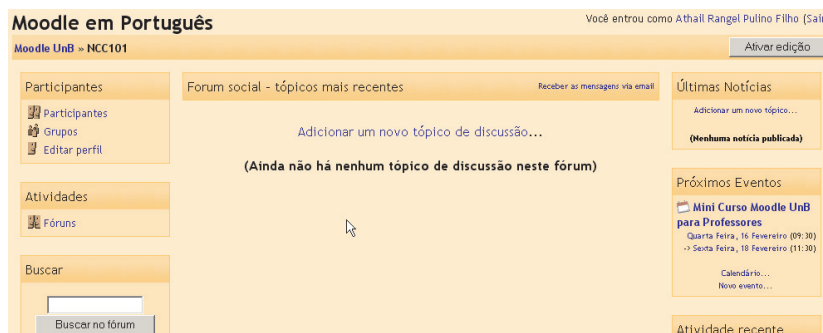 Moodle em Português
Você entrou como Athail Rangel Pulino Filho (Sair
Moodle UnB » NCC101
Ativar edição
Participantes
Participantes
Grupos
Editar perfil
Atividades
Fóruns
Buscar
Buscar no fórum
Forum social - tópicos mais recentes
Receber as mensagens via email
Adicionar um novo tópico de discussão...
(Ainda não há nenhum tópico de discussão neste fórum)
Últimas Notícias
Adicionar um novo tópico...
(Nenhuma notícia publicada)
Próximos Eventos
Mini Curso Moodle UnB
para Professores
Quarta Feira, 16 Fevereiro (09:30)
-> Sexta Feira, 18 Fevereiro (11:30)
Calendário...
Novo evento...
Atividade recente